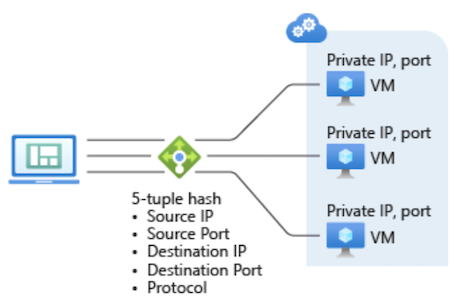 Private IP, port
VM
Private IP, port
VM
Private IP, port
VM
5-tuple hash
• Source IP
• Source Port
• Destination IP
• Destination Port
• Protocol